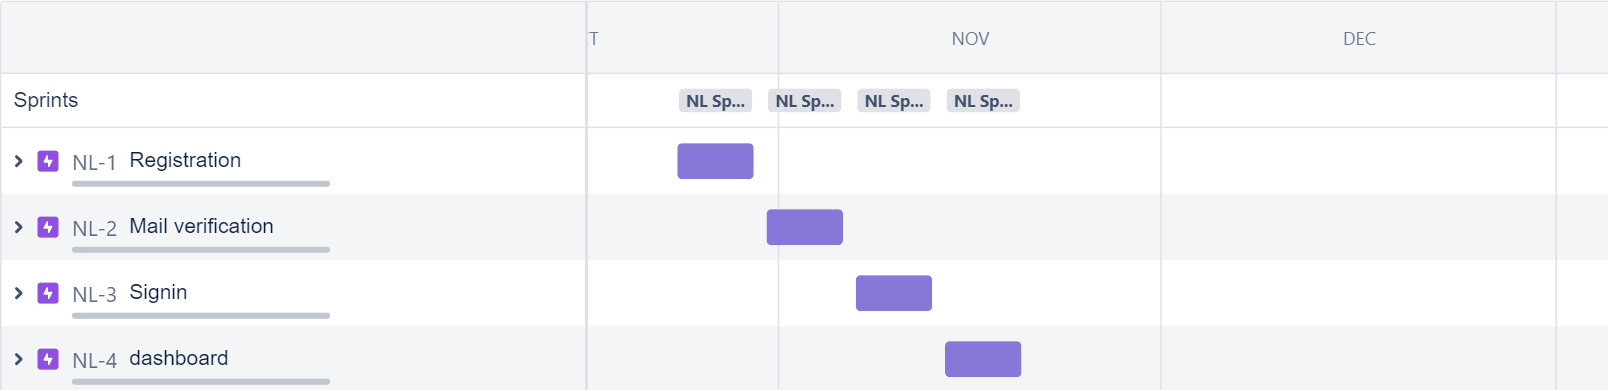 T NOV DEC
Sprints NL Sp... NL Sp... NL Sp... NL Sp...
NL-1 Registration
NL-2 Mail verification
NL-3 Signin
NL-4 dashboard